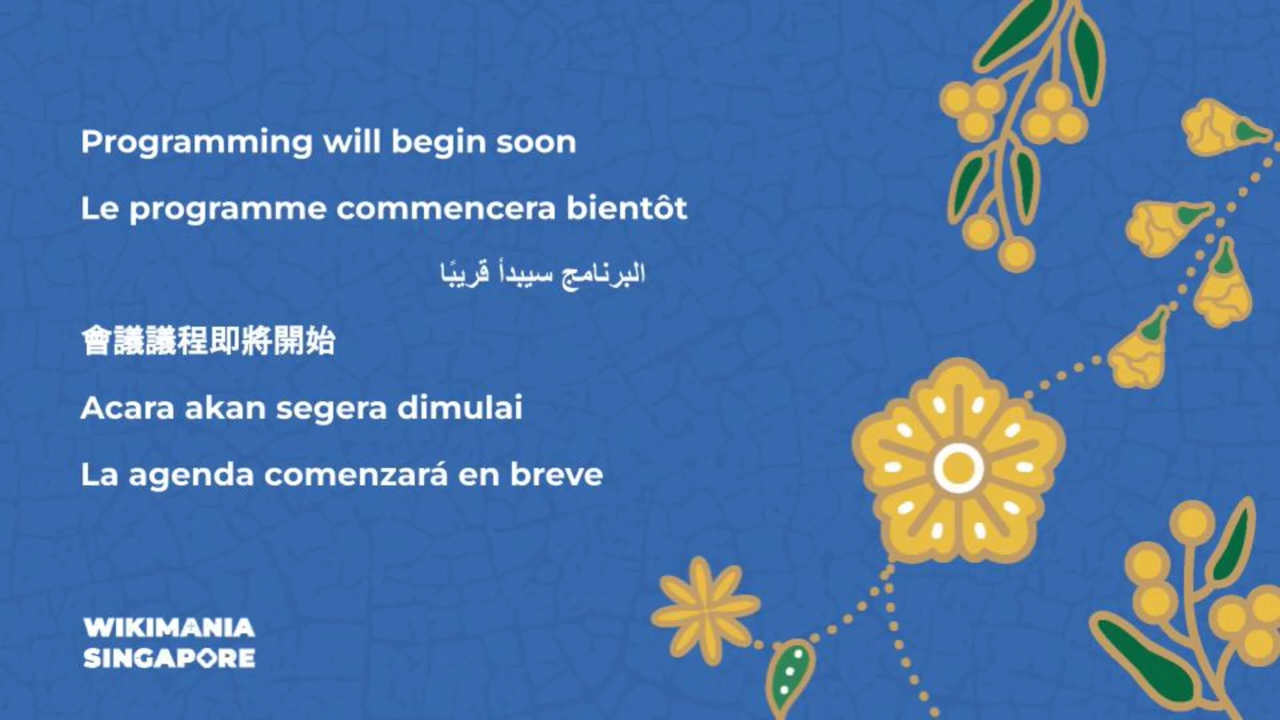 Programming will begin soon
Le programme commencera bientôt
البرنامج سيبدأ قريبًا
會議議程即將開始
Acara akan segera dimulai
La agenda comenzará en breve
WIKIMANIA
SINGAPORE